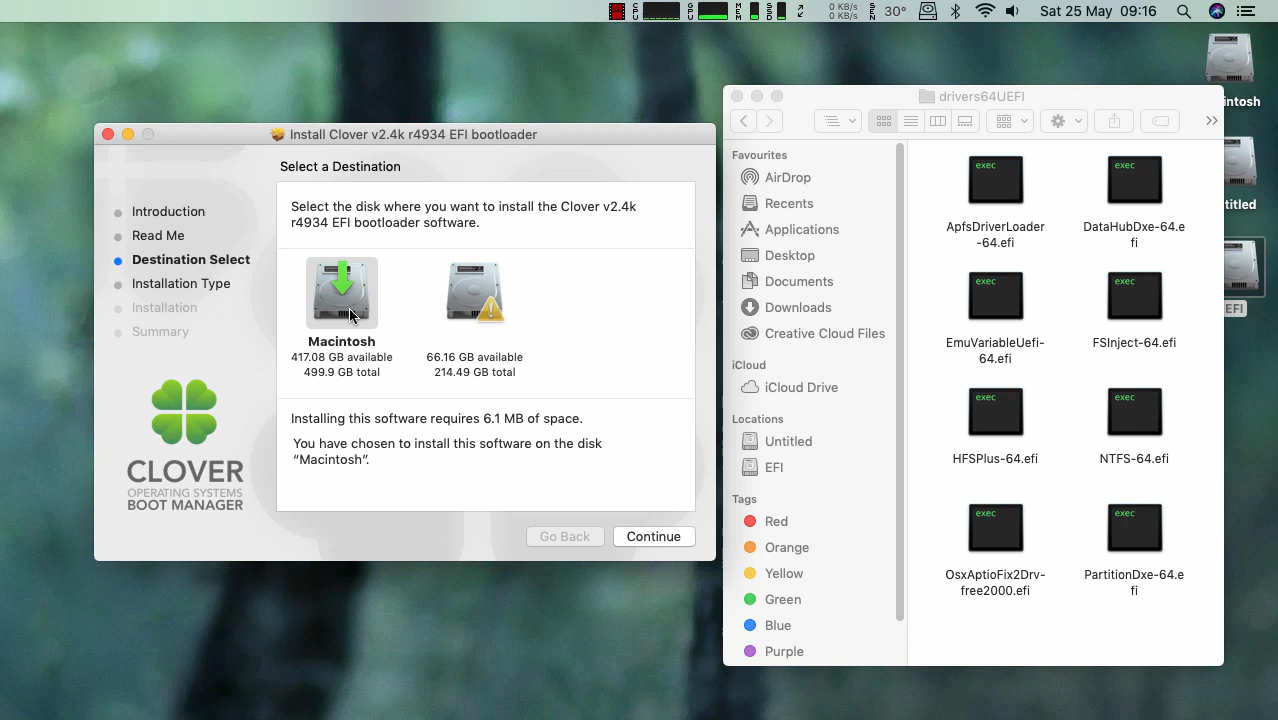 CPU
GPU
MEM
SSD
0 KB/s
0 KB/s
SEN
30°
Sat 25 May 09:16
Install Clover v2.4k r4934 EFI bootloader
Select a Destination
Introduction
Read Me
Destination Select
Installation Type
Installation
Summary
CLOVER
OPERATING SYSTEMS
BOOT MANAGER
Select the disk where you want to install the Clover v2.4k
r4934 EFI bootloader software.
Macintosh
417.08 GB available
499.9 GB total
66.16 GB available
214.49 GB total
Installing this software requires 6.1 MB of space.
You have chosen to install this software on the disk
“Macintosh”.
Go Back
Continue
drivers64UEFI
Favourites
AirDrop
Recents
Applications
Desktop
Documents
Downloads
Creative Cloud Files
iCloud
iCloud Drive
Locations
Untitled
EFI
Tags
Red
Orange
Yellow
Green
Blue
Purple
exec
ApfsDriverLoader
-64.efi
exec
DataHubDxe-64.e
fi
exec
EmuVariableUefi-
64.efi
exec
FSInject-64.efi
exec
HFSPlus-64.efi
exec
NTFS-64.efi
exec
OsxAptioFix2Drv-
free2000.efi
exec
PartitionDxe-64.e
fi
intosh
titled
EFI